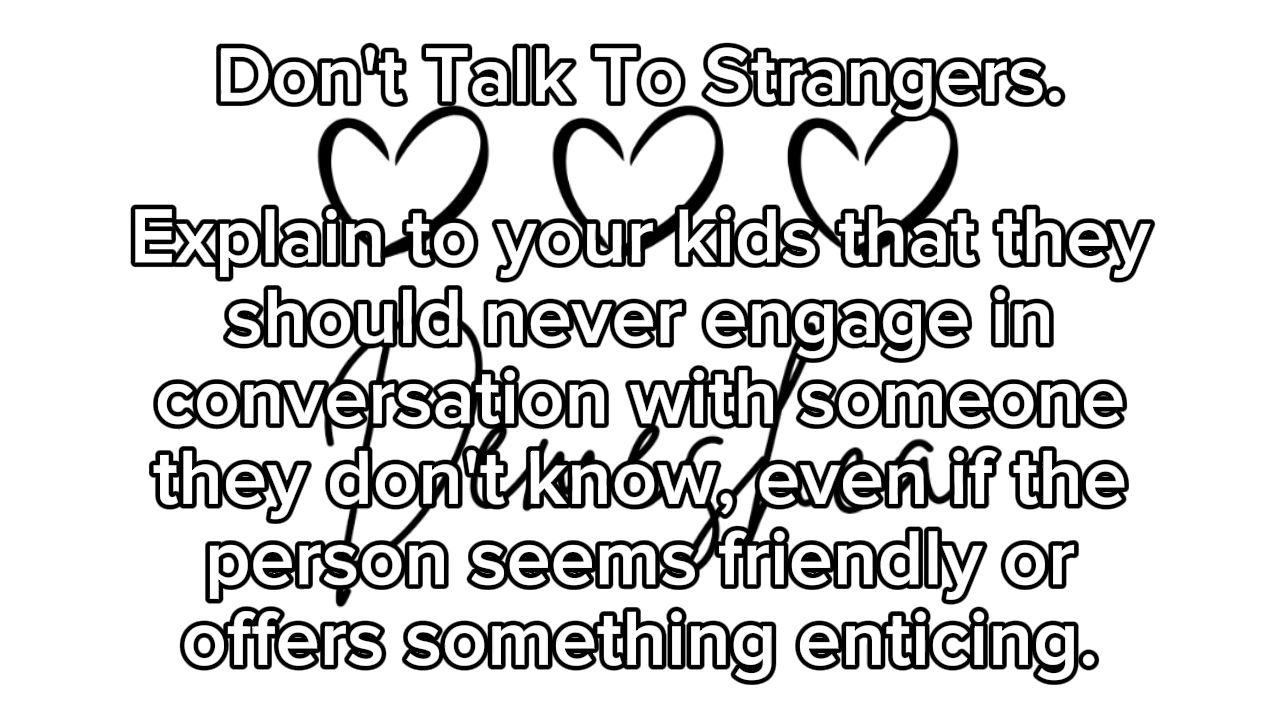 Don't Talk To Strangers.
Explain to your kids that they
should never engage in
conversation with someone
they don't know, even if the
person seems friendly or
offers something enticing.